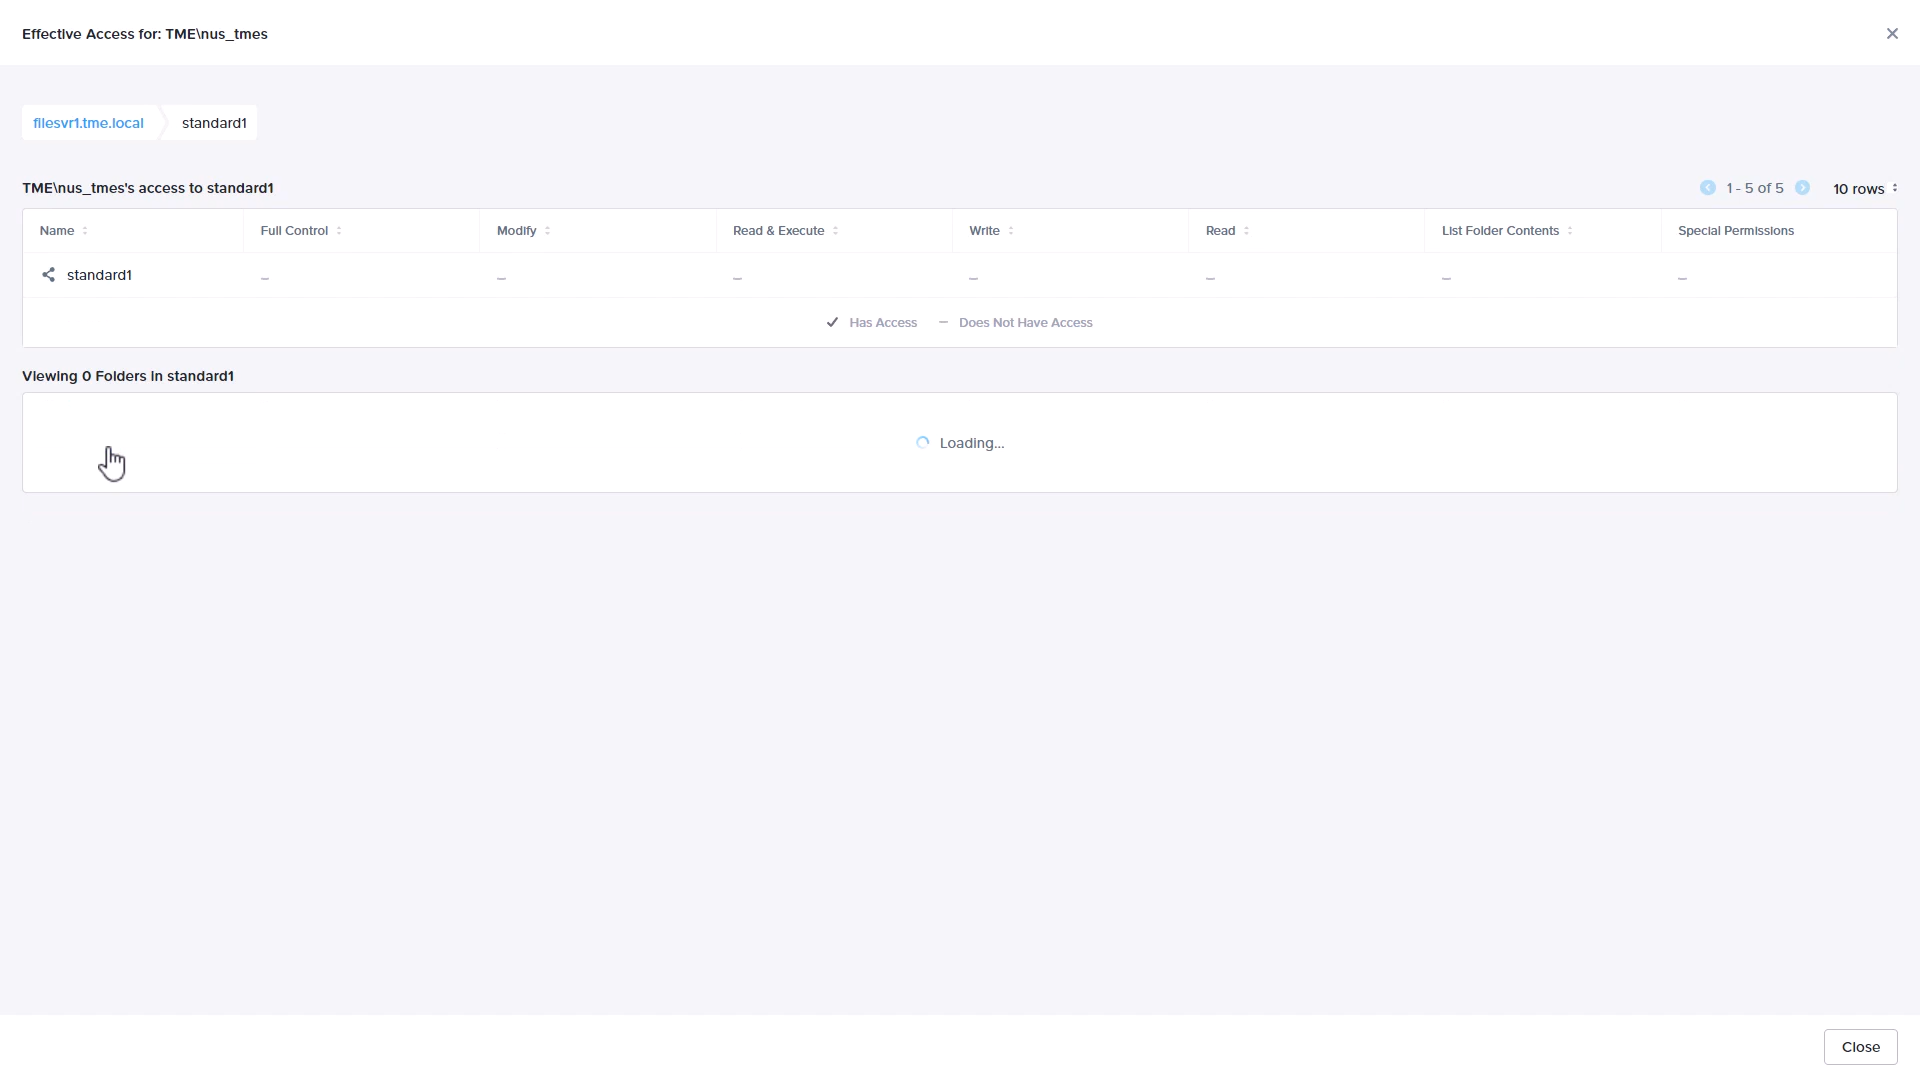 Effective Access for: TME\nus_tmes
filesvr1.tme.local
standard1
TME\nus_tmes's access to standard1
1 - 5 of 5
10 rows
Name
Full Control
Modify
Read & Execute
Write
Read
List Folder Contents
Special Permissions
standard1
–
–
–
–
–
–
–
Has Access
– Does Not Have Access
Viewing 0 Folders in standard1
Loading...
Close